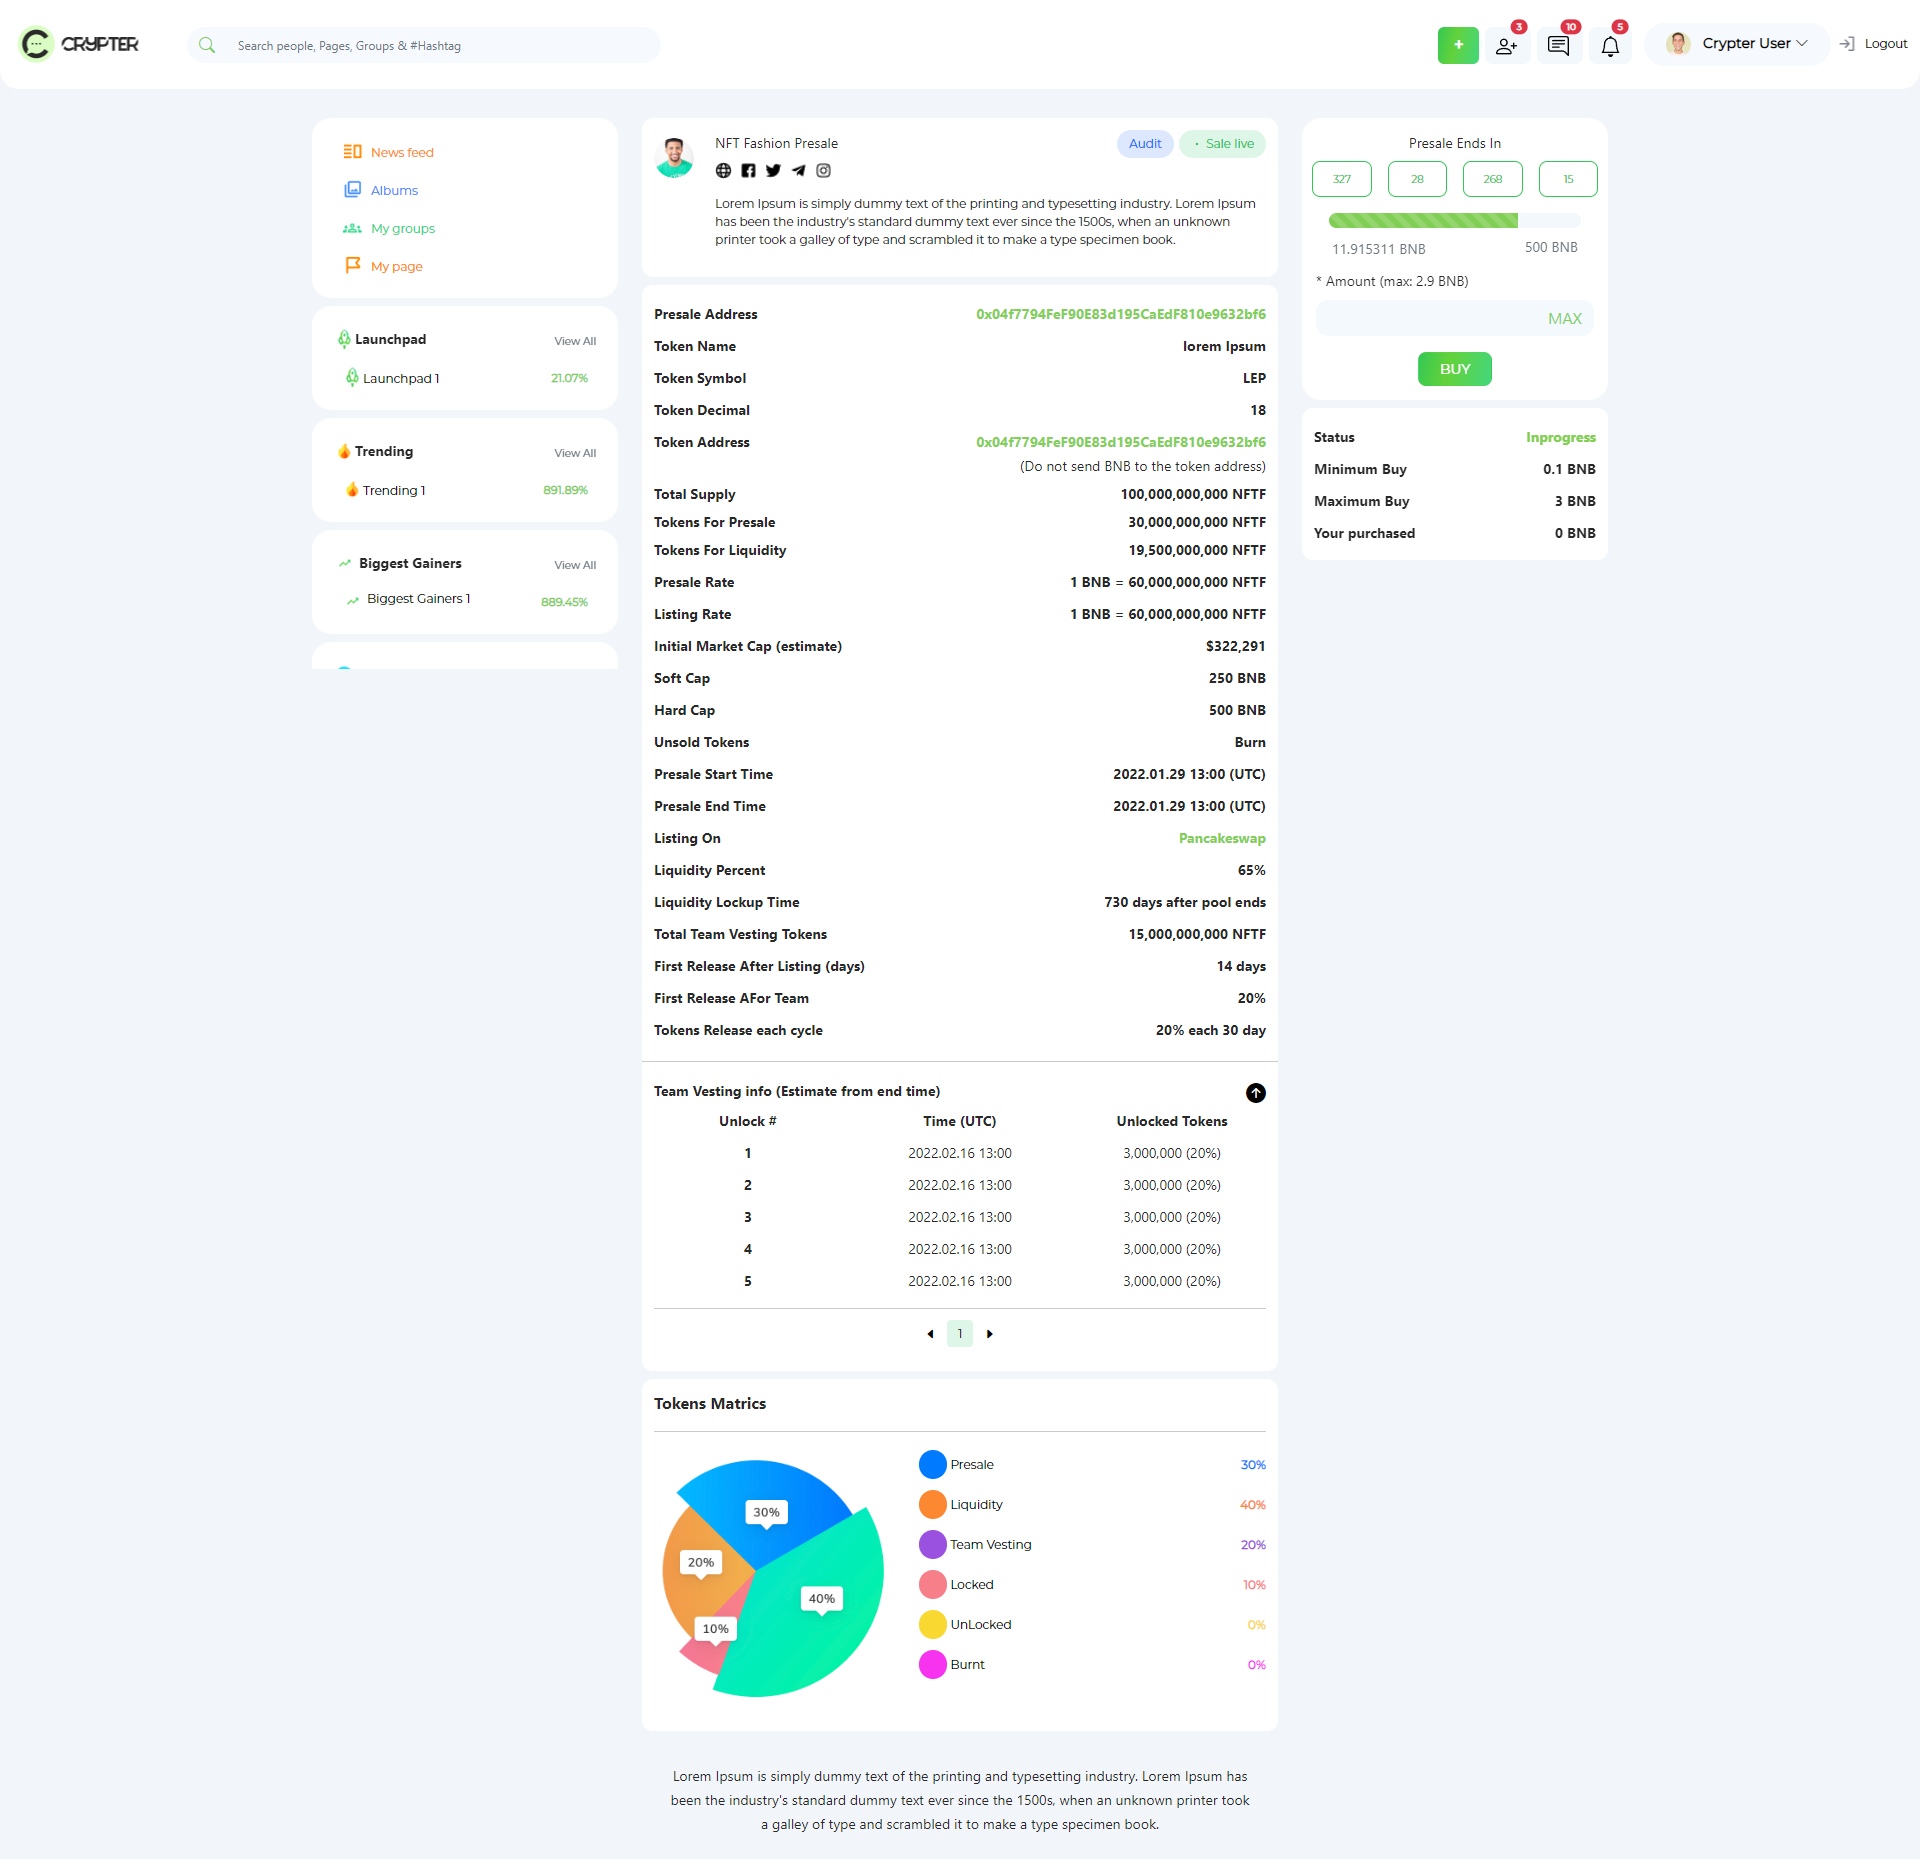 CRYPTER
Search people, Pages, Groups & #Hashtag
+
3
10
5
Crypter User
Logout
News feed
Albums
My groups
My page
Launchpad View All
Launchpad 1 21.07%
Trending View All
Trending 1 891.89%
Biggest Gainers View All
Biggest Gainers 1 889.45%
NFT Fashion Presale
Audit
· Sale live
Lorem Ipsum is simply dummy text of the printing and typesetting industry. Lorem Ipsum
has been the industry's standard dummy text ever since the 1500s, when an unknown
printer took a galley of type and scrambled it to make a type specimen book.
Presale Address 0x04f7794FeF90E83d195CaEdF810e9632bf6
Token Name lorem Ipsum
Token Symbol LEP
Token Decimal 18
Token Address 0x04f7794FeF90E83d195CaEdF810e9632bf6
(Do not send BNB to the token address)
Total Supply 100,000,000,000 NFTF
Tokens For Presale 30,000,000,000 NFTF
Tokens For Liquidity 19,500,000,000 NFTF
Presale Rate 1 BNB = 60,000,000,000 NFTF
Listing Rate 1 BNB = 60,000,000,000 NFTF
Initial Market Cap (estimate) $322,291
Soft Cap 250 BNB
Hard Cap 500 BNB
Unsold Tokens Burn
Presale Start Time 2022.01.29 13:00 (UTC)
Presale End Time 2022.01.29 13:00 (UTC)
Listing On Pancakeswap
Liquidity Percent 65%
Liquidity Lockup Time 730 days after pool ends
Total Team Vesting Tokens 15,000,000,000 NFTF
First Release After Listing (days) 14 days
First Release AFor Team 20%
Tokens Release each cycle 20% each 30 day
Team Vesting info (Estimate from end time)
Unlock # Time (UTC) Unlocked Tokens
1 2022.02.16 13:00 3,000,000 (20%)
2 2022.02.16 13:00 3,000,000 (20%)
3 2022.02.16 13:00 3,000,000 (20%)
4 2022.02.16 13:00 3,000,000 (20%)
5 2022.02.16 13:00 3,000,000 (20%)
1
Tokens Matrics
30%
20%
40%
10%
Presale 30%
Liquidity 40%
Team Vesting 20%
Locked 10%
UnLocked 0%
Burnt 0%
Lorem Ipsum is simply dummy text of the printing and typesetting industry. Lorem Ipsum has
been the industry's standard dummy text ever since the 1500s, when an unknown printer took
a galley of type and scrambled it to make a type specimen book.
Presale Ends In
327 28 268 15
11.915311 BNB 500 BNB
* Amount (max: 2.9 BNB)
MAX
BUY
Status Inprogress
Minimum Buy 0.1 BNB
Maximum Buy 3 BNB
Your purchased 0 BNB